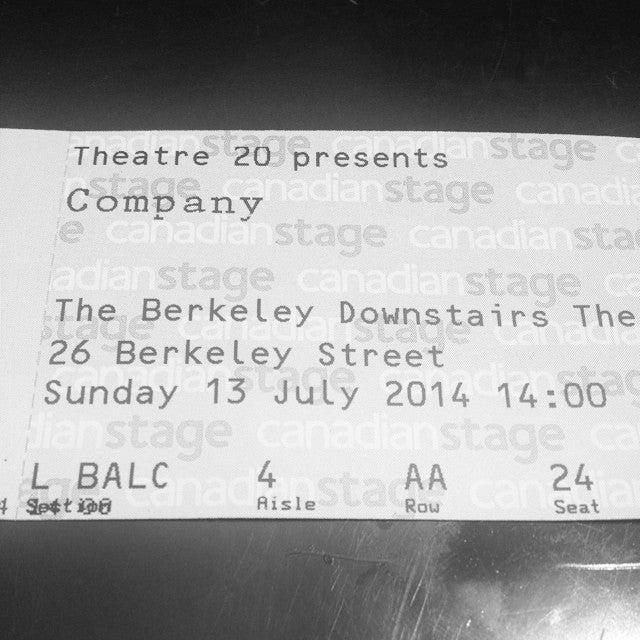 Theatre 20 presents
Company
The Berkeley Downstairs The
26 Berkeley Street
Sunday 13 July 2014 14:00
L BALC 4 AA 24
Section Aisle Row Seat
canadianstage